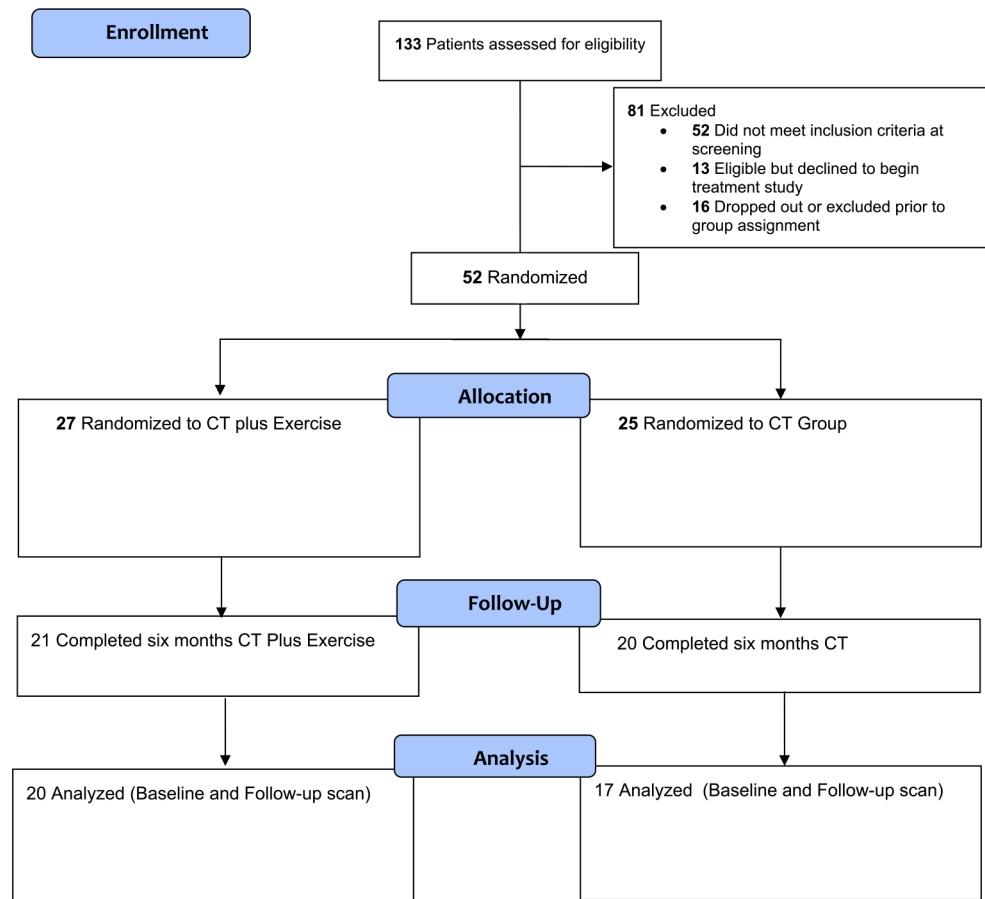 Enrollment
133 Patients assessed for eligibility
81 Excluded
• 52 Did not meet inclusion criteria at
screening
• 13 Eligible but declined to begin
treatment study
• 16 Dropped out or excluded prior to
group assignment
52 Randomized
Allocation
27 Randomized to CT plus Exercise
25 Randomized to CT Group
Follow-Up
21 Completed six months CT Plus Exercise
20 Completed six months CT
Analysis
20 Analyzed (Baseline and Follow-up scan)
17 Analyzed (Baseline and Follow-up scan)